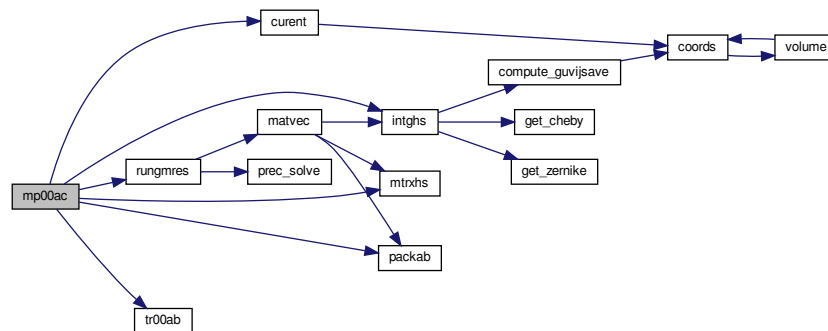 curent
coords
volume
compute_guvijsave
matvec
intghs
get_cheby
rungmres
prec_solve
get_zernike
mtrxhs
mp00ac
packab
tr00ab